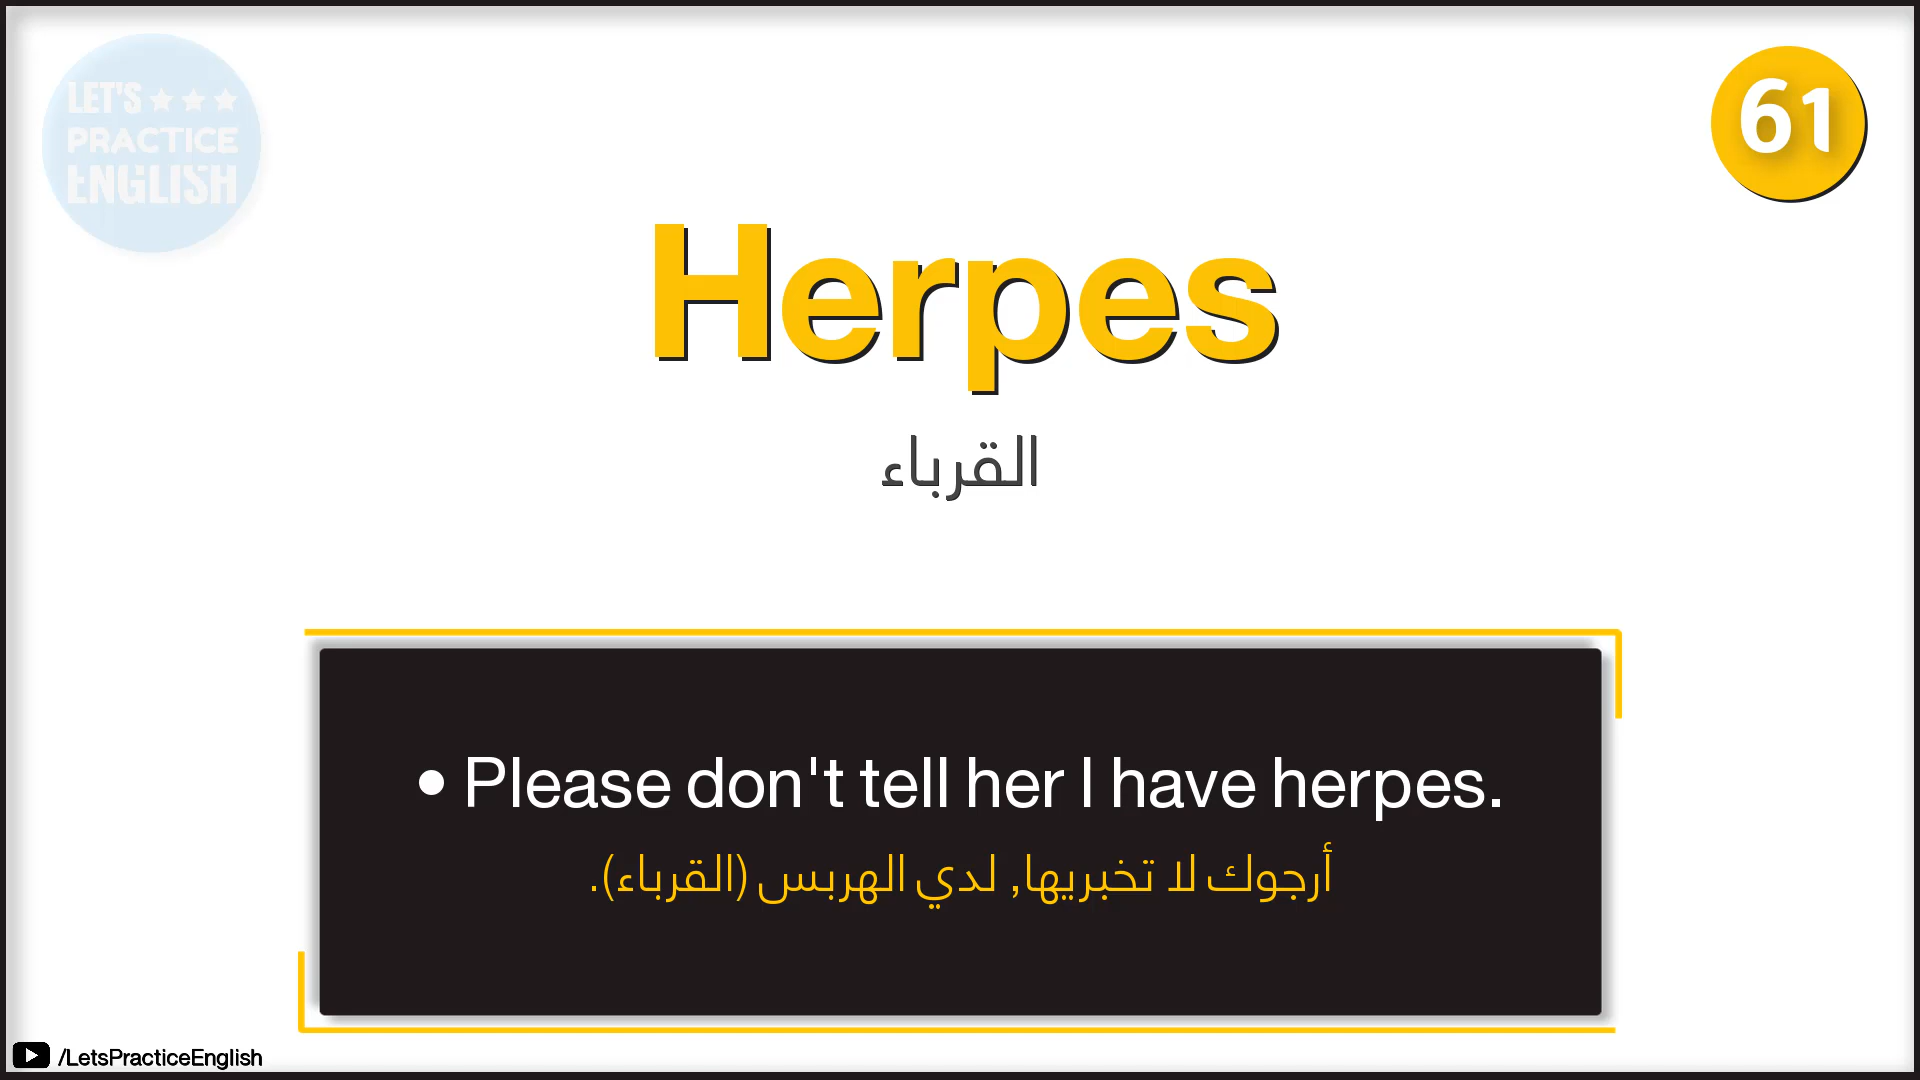 LET'S
PRACTICE
ENGLISH
61
Herpes
القرباء
• Please don't tell her I have herpes.
أرجوك لا تخبريها, لدي الهربس (القرباء).
/LetsPracticeEnglish